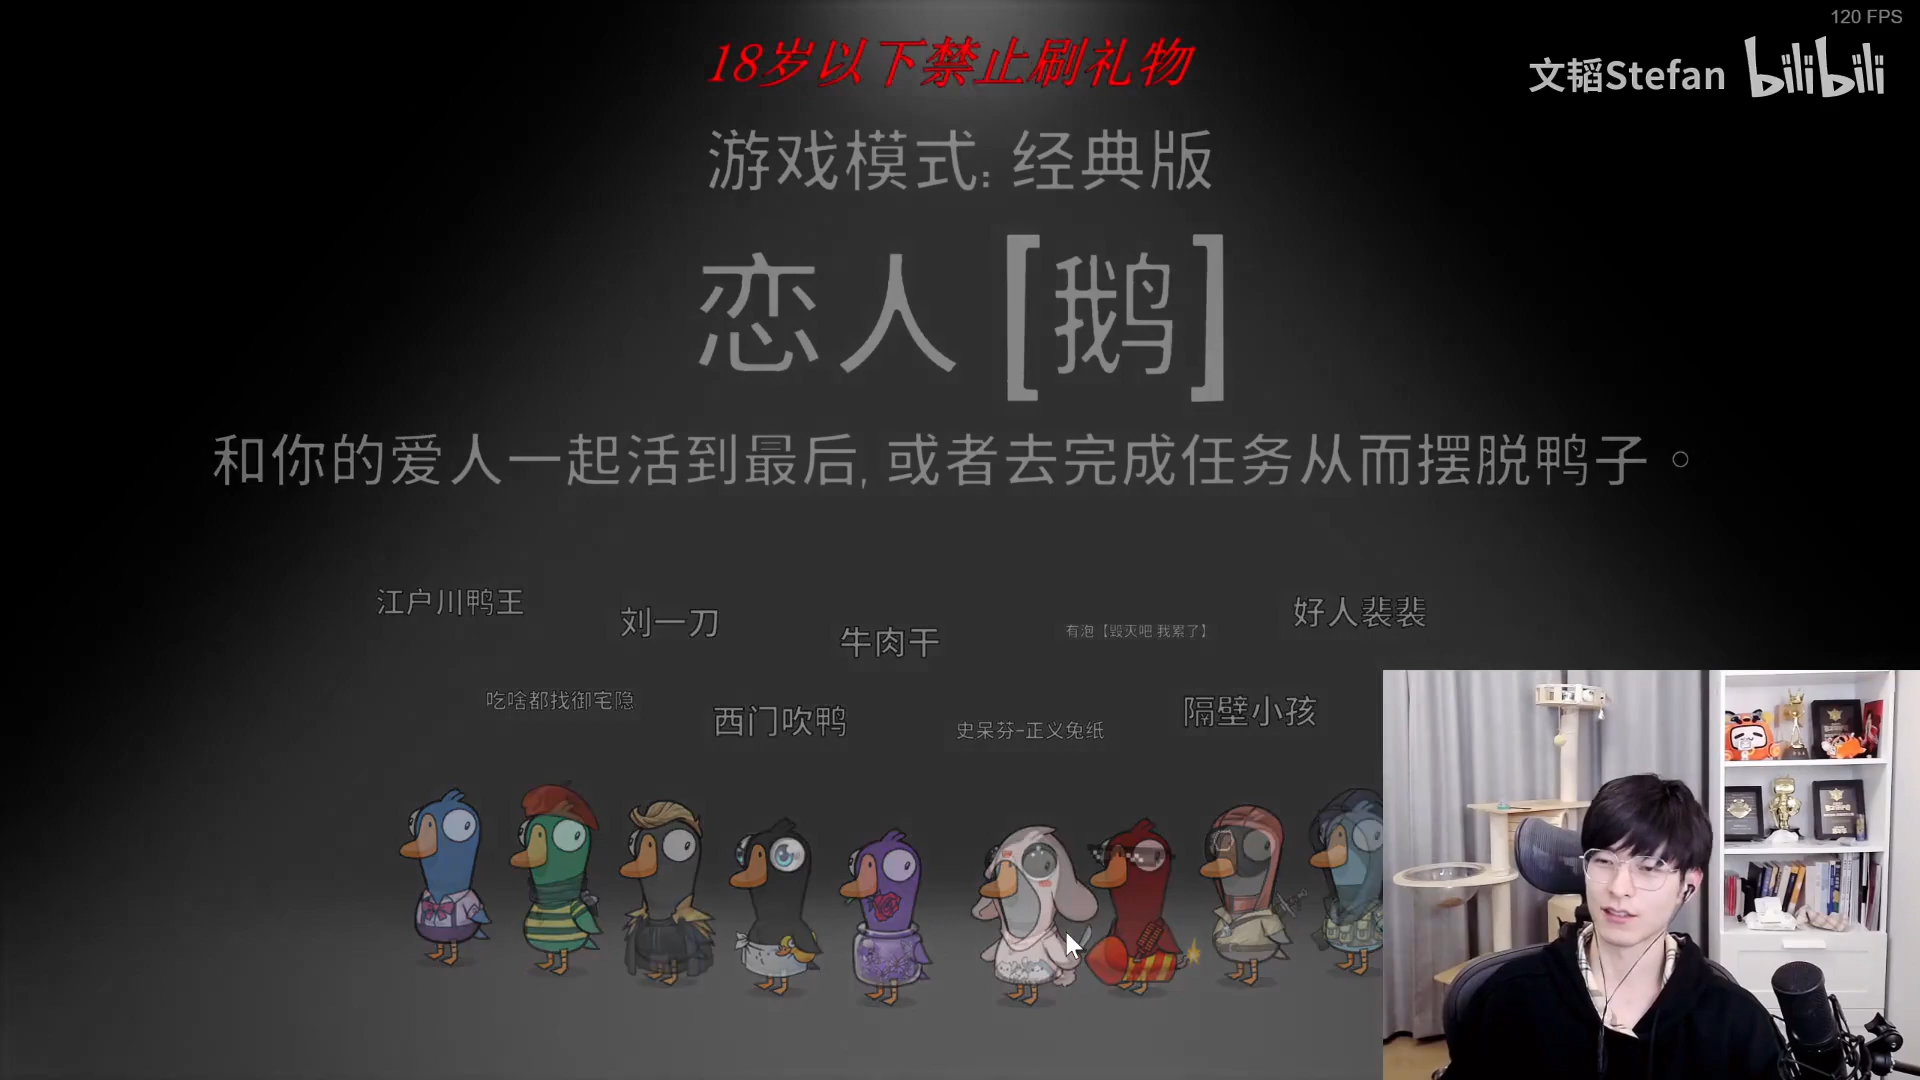 120 FPS
18岁以下禁止刷礼物
文韬Stefan bilibili
游戏模式: 经典版
恋人 [鹅]
和你的爱人一起活到最后, 或者去完成任务从而摆脱鸭子。
江户川鸭王
刘一刀
牛肉干
有泡【毁灭吧 我累了】
好人裴裴
吃啥都找御宅隐
西门吹鸭
史呆芬-正义兔纸
隔壁小孩